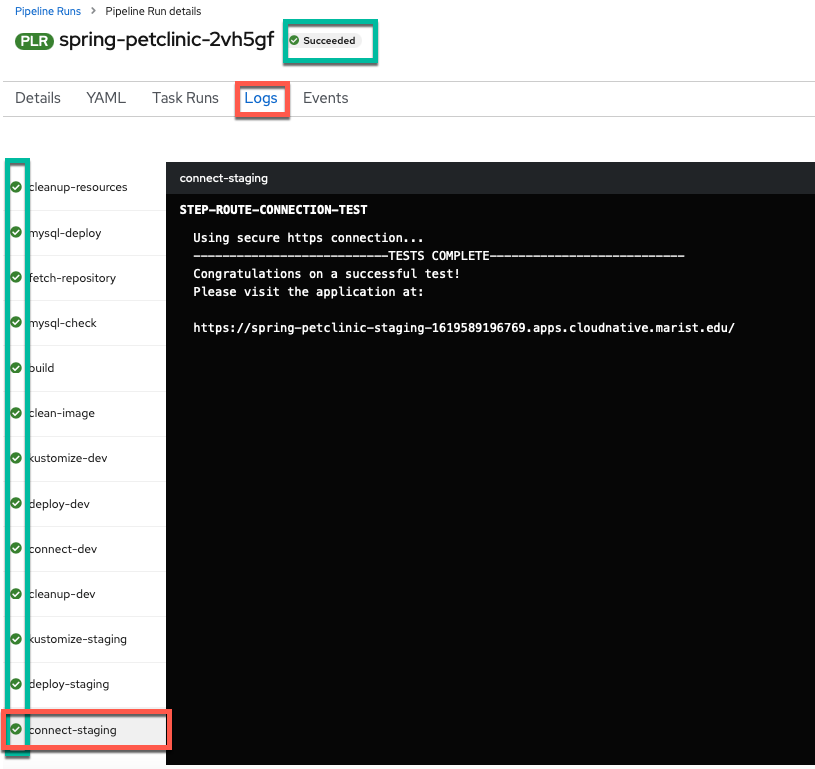 Pipeline Runs > Pipeline Run details
PLR spring-petclinic-2vh5gf Succeeded
Details YAML Task Runs Logs Events
cleanup-resources
mysql-deploy
fetch-repository
mysql-check
build
clean-image
kustomize-dev
deploy-dev
connect-dev
cleanup-dev
kustomize-staging
deploy-staging
connect-staging
connect-staging
STEP-ROUTE-CONNECTION-TEST
Using secure https connection...
---------------------------TESTS COMPLETE---------------------------
Congratulations on a successful test!
Please visit the application at:
https://spring-petclinic-staging-1619589196769.apps.cloudnative.marist.edu/